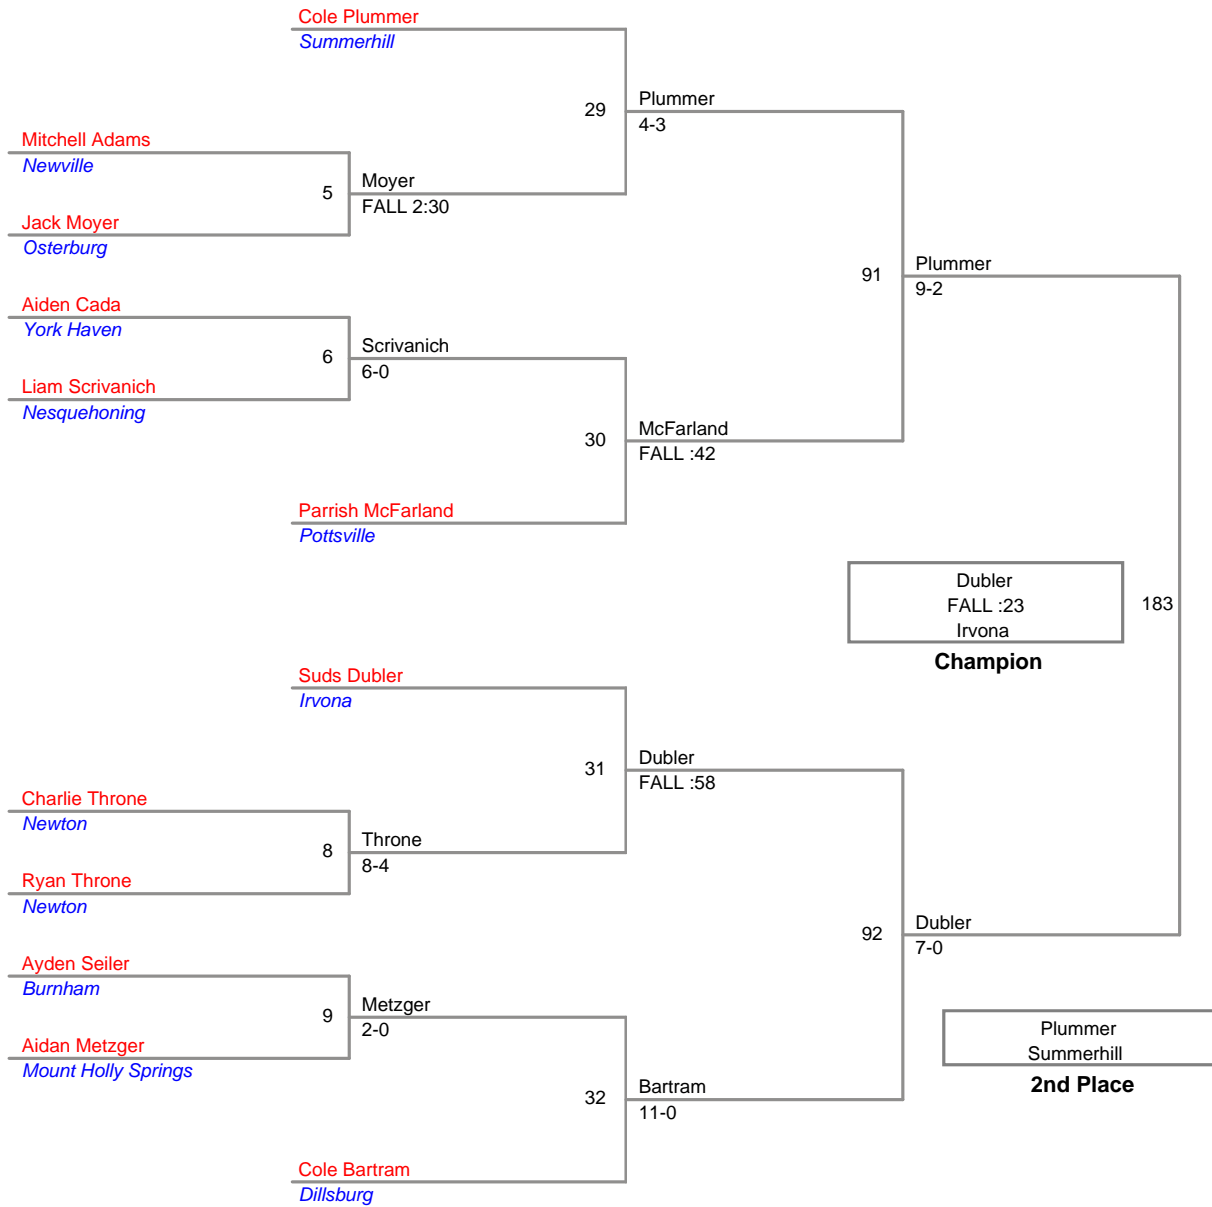 Cole Plummer
Summerhill
29
Plummer
4-3
Mitchell Adams
Newville
5
Moyer
FALL 2:30
Jack Moyer
Osterburg
91
Plummer
9-2
Aiden Cada
York Haven
6
Scrivanich
6-0
Liam Scrivanich
Nesquehoning
30
McFarland
FALL :42
Parrish McFarland
Pottsville
Dubler
FALL :23
Irvona
Champion
183
Suds Dubler
Irvona
31
Dubler
FALL :58
Charlie Throne
Newton
8
Throne
8-4
Ryan Throne
Newton
92
Dubler
7-0
Ayden Seiler
Burnham
9
Metzger
2-0
Aidan Metzger
Mount Holly Springs
Plummer
Summerhill
2nd Place
32
Bartram
11-0
Cole Bartram
Dillsburg